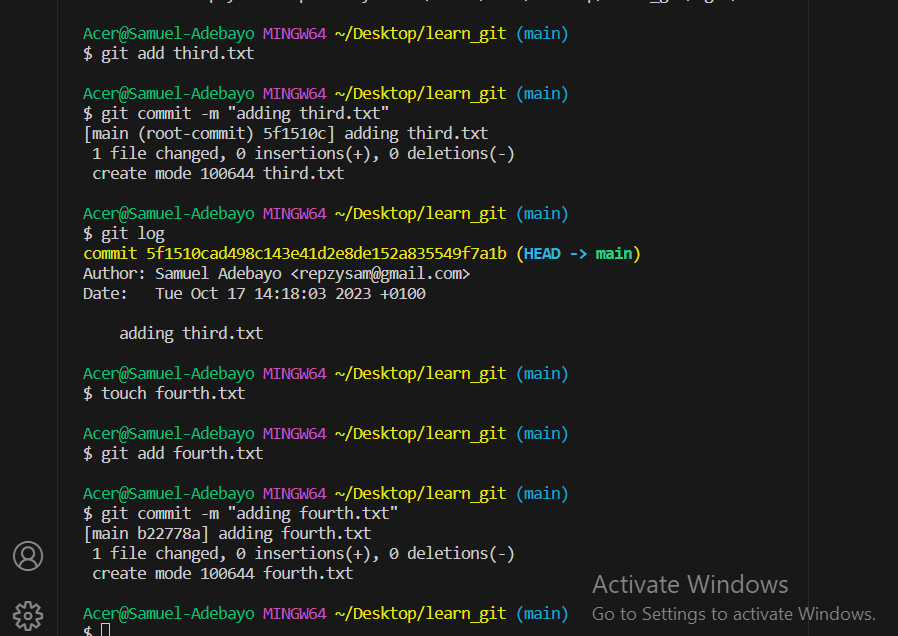 Acer@Samuel-Adebayo MINGW64 ~/Desktop/learn_git (main)
$ git add third.txt
Acer@Samuel-Adebayo MINGW64 ~/Desktop/learn_git (main)
$ git commit -m "adding third.txt"
[main (root-commit) 5f1510c] adding third.txt
 1 file changed, 0 insertions(+), 0 deletions(-)
 create mode 100644 third.txt
Acer@Samuel-Adebayo MINGW64 ~/Desktop/learn_git (main)
$ git log
commit 5f1510cad498c143e41d2e8de152a835549f7a1b (HEAD -> main)
Author: Samuel Adebayo <repzysam@gmail.com>
Date:   Tue Oct 17 14:18:03 2023 +0100
    adding third.txt
Acer@Samuel-Adebayo MINGW64 ~/Desktop/learn_git (main)
$ touch fourth.txt
Acer@Samuel-Adebayo MINGW64 ~/Desktop/learn_git (main)
$ git add fourth.txt
Acer@Samuel-Adebayo MINGW64 ~/Desktop/learn_git (main)
$ git commit -m "adding fourth.txt"
[main b22778a] adding fourth.txt
 1 file changed, 0 insertions(+), 0 deletions(-)
 create mode 100644 fourth.txt
Acer@Samuel-Adebayo MINGW64 ~/Desktop/learn_git (main)
$
Activate Windows
Go to Settings to activate Windows.